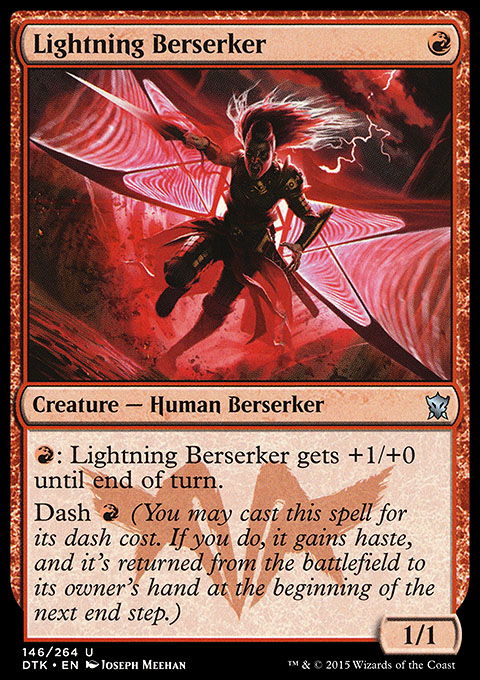 Lightning Berserker
Creature — Human Berserker
: Lightning Berserker gets +1/+0
until end of turn.
Dash (You may cast this spell for
its dash cost. If you do, it gains haste,
and it's returned from the battlefield to
its owner's hand at the beginning of the
next end step.)
1/1
146/264 U
DTK • EN Joseph Meehan
™ & © 2015 Wizards of the Coast